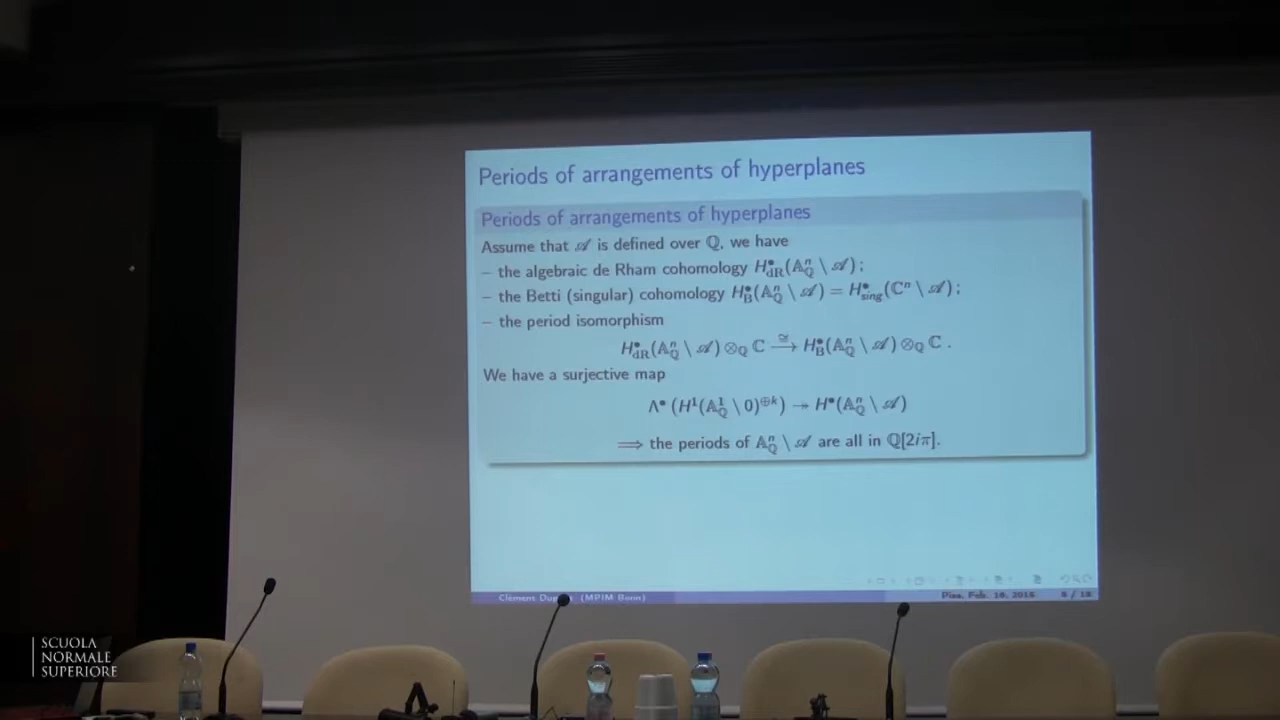 Periods of arrangements of hyperplanes
Periods of arrangements of hyperplanes
Assume that 𝒜 is defined over ℚ, we have
– the algebraic de Rham cohomology H•dR(𝔸ⁿℚ \ 𝒜);
– the Betti (singular) cohomology H•B(𝔸ⁿℚ \ 𝒜) = H•sing(ℂⁿ \ 𝒜);
– the period isomorphism
H•dR(𝔸ⁿℚ \ 𝒜) ⊗ℚ ℂ ≅⟶ H•B(𝔸ⁿℚ \ 𝒜) ⊗ℚ ℂ .
We have a surjective map
Λ• (H¹(𝔸¹ℚ \ 0)⊕k) ↠ H•(𝔸ⁿℚ \ 𝒜)
⟹ the periods of 𝔸ⁿℚ \ 𝒜 are all in ℚ[2iπ].
Clément (MPIM Bonn)
Pisa, Feb. / 18
SCUOLA
NORMALE
SUPERIORE